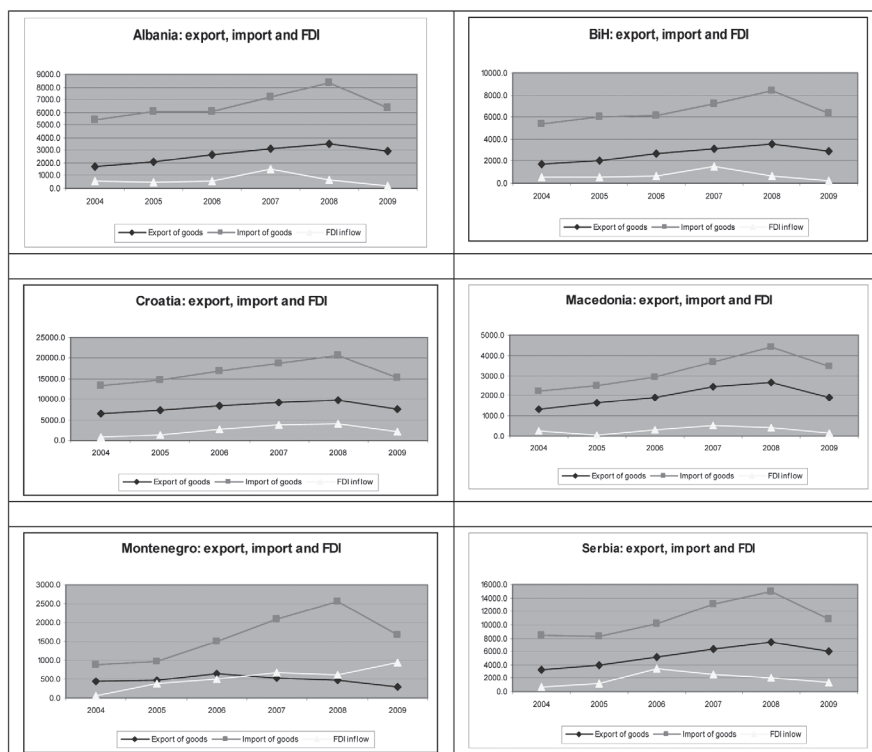 Albania: export, import and FDI
9000.0
8000.0
7000.0
6000.0
5000.0
4000.0
3000.0
2000.0
1000.0
0.0
2004 2005 2006 2007 2008 2009
Export of goods Import of goods FDI inflow
BiH: export, import and FDI
10000.0
8000.0
6000.0
4000.0
2000.0
0.0
2004 2005 2006 2007 2008 2009
Export of goods Import of goods FDI inflow
Croatia: export, import and FDI
25000.0
20000.0
15000.0
10000.0
5000.0
0.0
2004 2005 2006 2007 2008 2009
Export of goods Import of goods FDI inflow
Macedonia: export, import and FDI
5000.0
4000.0
3000.0
2000.0
1000.0
0.0
2004 2005 2006 2007 2008 2009
Export of goods Import of goods FDI inflow
Montenegro: export, import and FDI
3000.0
2500.0
2000.0
1500.0
1000.0
500.0
0.0
2004 2005 2006 2007 2008 2009
Export of goods Import of goods FDI inflow
Serbia: export, import and FDI
16000.0
14000.0
12000.0
10000.0
8000.0
6000.0
4000.0
2000.0
0.0
2004 2005 2006 2007 2008 2009
Export of goods Import of goods FDI inlow